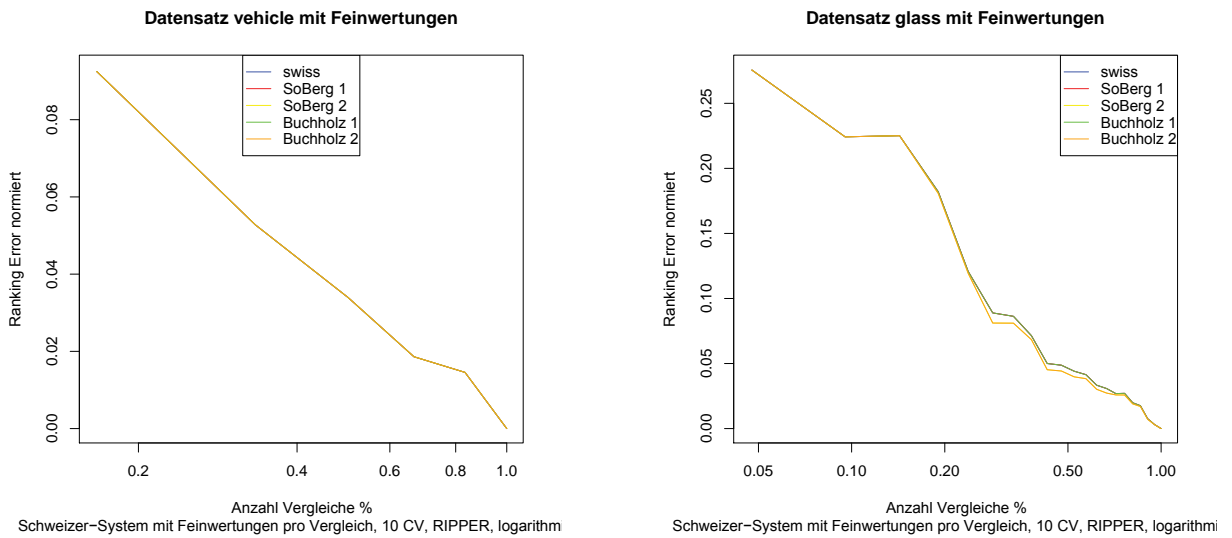 Datensatz vehicle mit Feinwertungen
swiss
SoBerg 1
SoBerg 2
Buchholz 1
Buchholz 2
Ranking Error normiert
0.08
0.06
0.04
0.02
0.00
0.2 0.4 0.6 0.8 1.0
Anzahl Vergleiche %
Schweizer−System mit Feinwertungen pro Vergleich, 10 CV, RIPPER, logarithmi
Datensatz glass mit Feinwertungen
swiss
SoBerg 1
SoBerg 2
Buchholz 1
Buchholz 2
Ranking Error normiert
0.25
0.20
0.15
0.10
0.05
0.00
0.05 0.10 0.20 0.50 1.00
Anzahl Vergleiche %
Schweizer−System mit Feinwertungen pro Vergleich, 10 CV, RIPPER, logarithmi